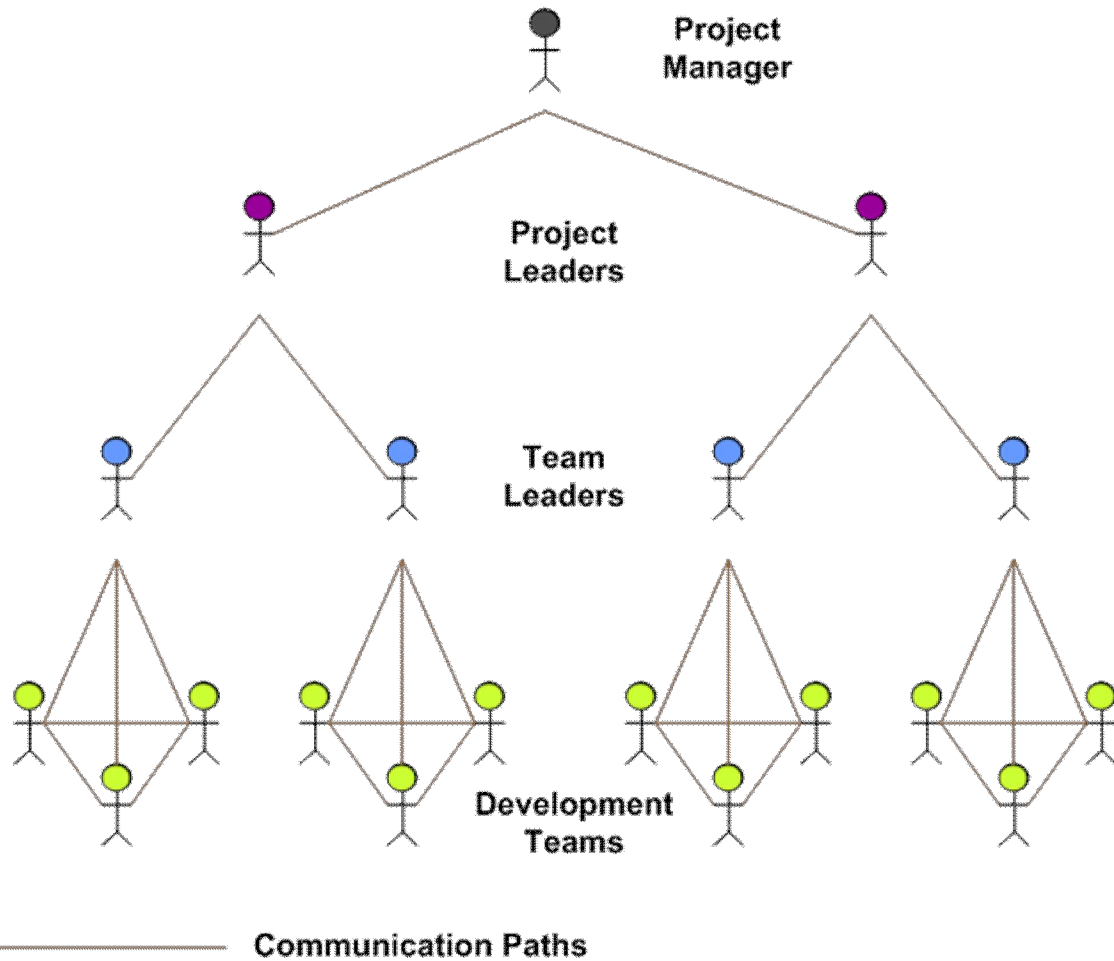 Project
Manager
Project
Leaders
Team
Leaders
Development
Teams
Communication Paths